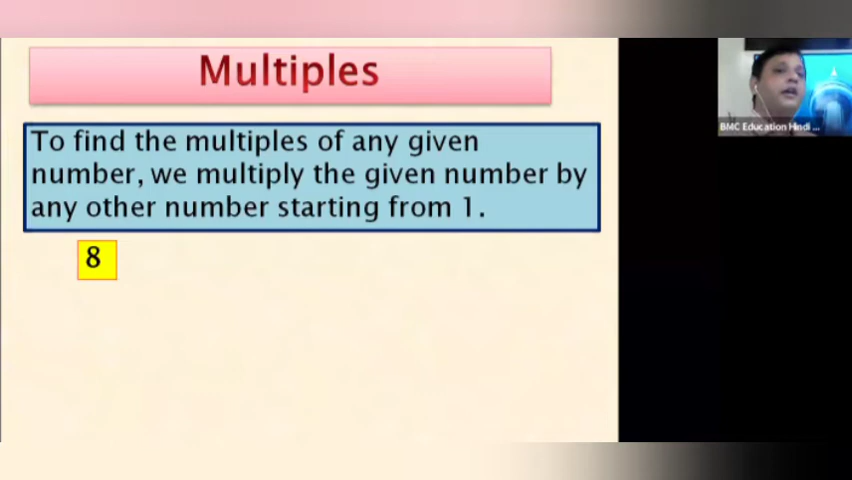 Multiples
To find the multiples of any given
number, we multiply the given number by
any other number starting from 1.
8
BMC Education Hindi ...